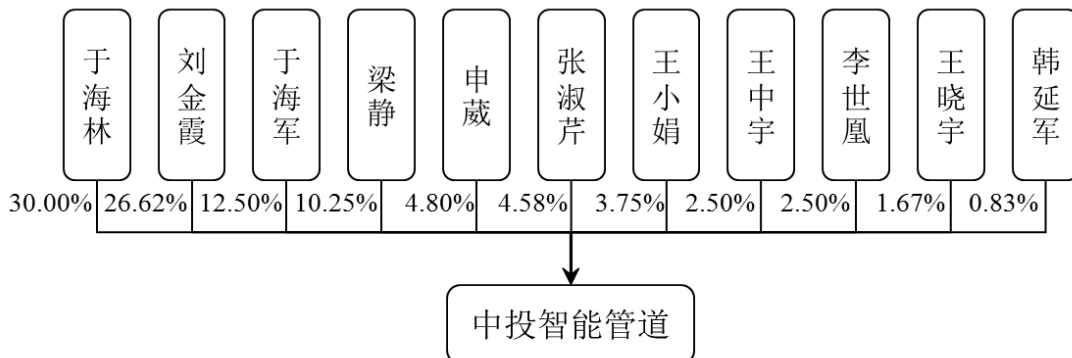 于海林
刘金霞
于海军
梁静
申葳
张淑芹
王小娟
王中宇
李世凰
王晓宇
韩延军
30.00%
26.62%
12.50%
10.25%
4.80%
4.58%
3.75%
2.50%
2.50%
1.67%
0.83%
中投智能管道